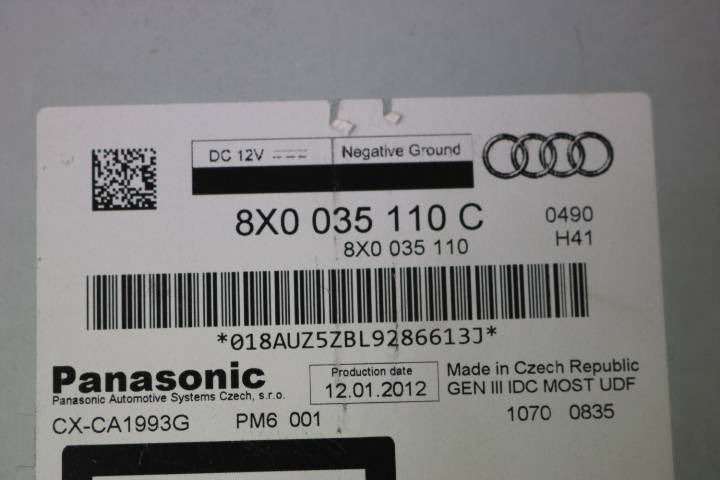 DC 12V Negative Ground
8X0 035 110 C 0490
8X0 035 110 H41
*018AUZ5ZBL9286613J*
Panasonic Production date Made in Czech Republic
Panasonic Automotive Systems Czech, s.r.o. 12.01.2012 GEN III IDC MOST UDF
CX-CA1993G PM6 001 1070 0835